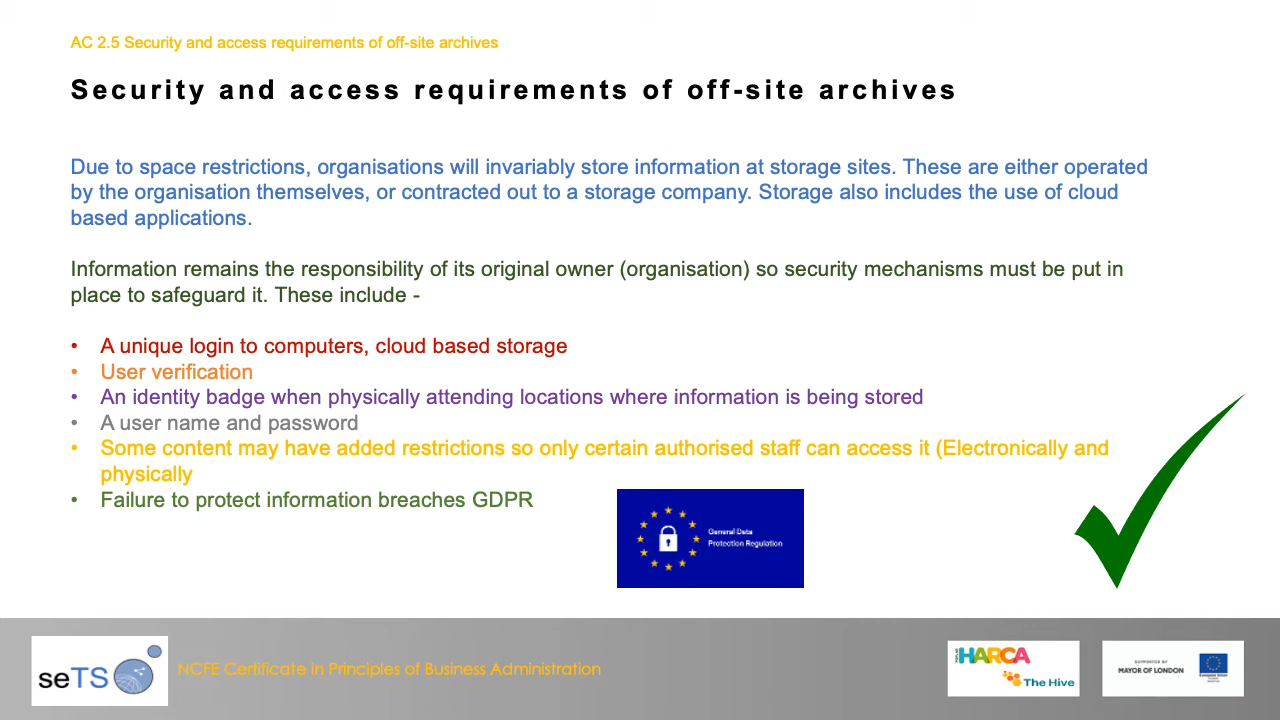 AC 2.5 Security and access requirements of off-site archives
Security and access requirements of off-site archives
Due to space restrictions, organisations will invariably store information at storage sites. These are either operated
by the organisation themselves, or contracted out to a storage company. Storage also includes the use of cloud
based applications.
Information remains the responsibility of its original owner (organisation) so security mechanisms must be put in
place to safeguard it. These include -
• A unique login to computers, cloud based storage
• User verification
• An identity badge when physically attending locations where information is being stored
• A user name and password
• Some content may have added restrictions so only certain authorised staff can access it (Electronically and
physically
• Failure to protect information breaches GDPR
General Data
Protection Regulation
seTS
NCFE Certificate in Principles of Business Administration
HARCA
The Hive
SUPPORTED BY
MAYOR OF LONDON
European Union